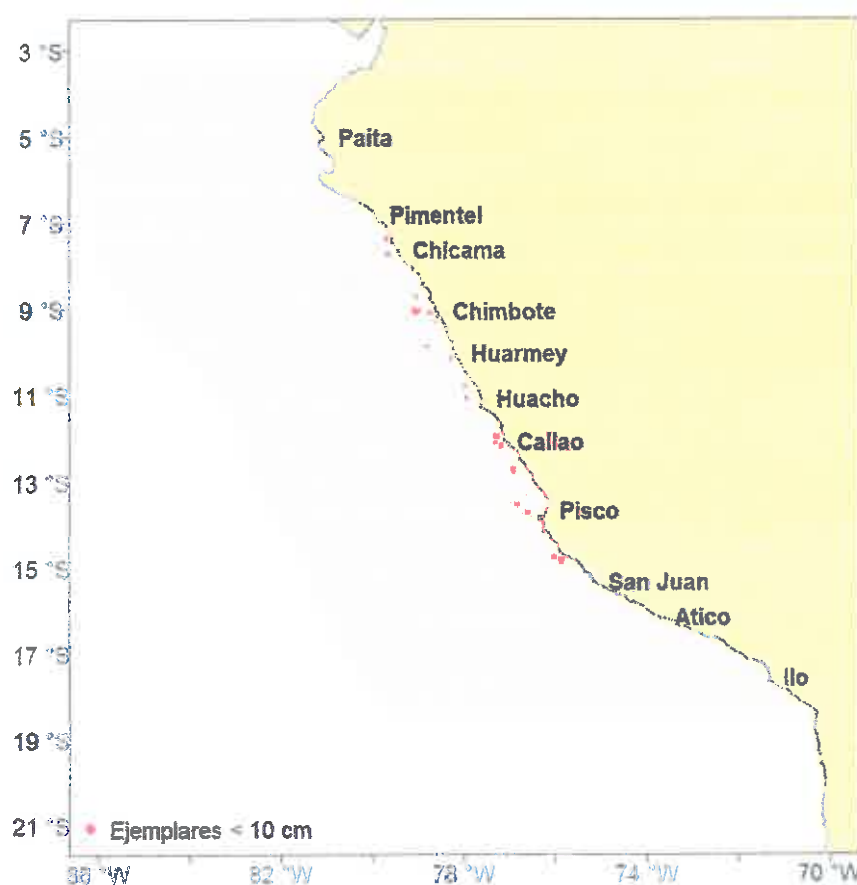 3 °S
5 °S
Paita
Pimentel
7 °S
Chicama
9 °S
Chimbote
Huarmey
11 °S
Huacho
Callao
13 °S
Pisco
15 °S
San Juan
Atico
17 °S
Ilo
19 °S
21 °S
Ejemplares < 10 cm
86 °W
82 °W
78 °W
74 °W
70 °W